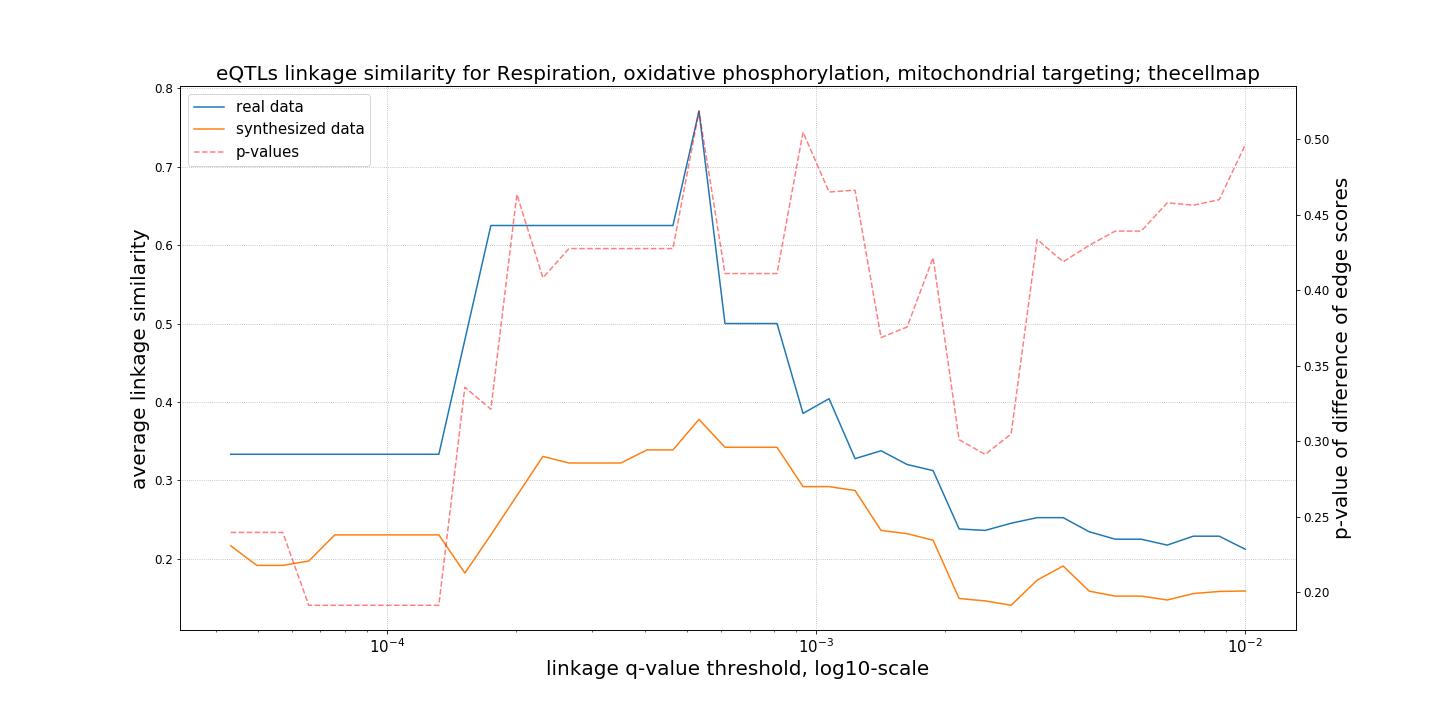 eQTLs linkage similarity for Respiration, oxidative phosphorylation, mitochondrial targeting; thecellmap
real data
synthesized data
p-values
average linkage similarity
0.8
0.7
0.6
0.5
0.4
0.3
0.2
p-value of difference of edge scores
0.50
0.45
0.40
0.35
0.30
0.25
0.20
10⁻⁴ 10⁻³ 10⁻²
linkage q-value threshold, log10-scale